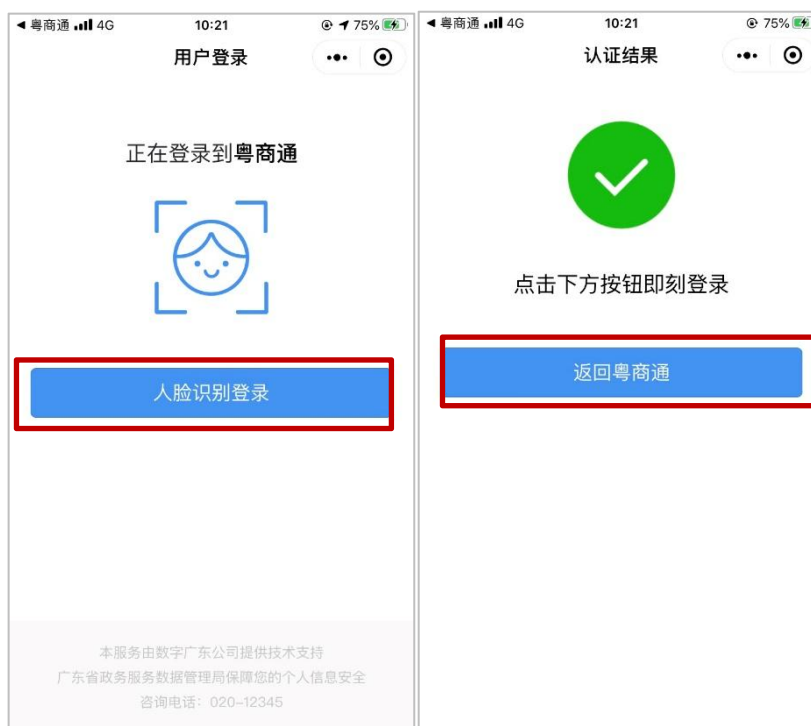 粤商通 4G 10:21 75%
用户登录
正在登录到粤商通
人脸识别登录
本服务由数字广东公司提供技术支持
广东省政务服务数据管理局保障您的个人信息安全
咨询电话：020-12345
粤商通 4G 10:21 75%
认证结果
点击下方按钮即刻登录
返回粤商通